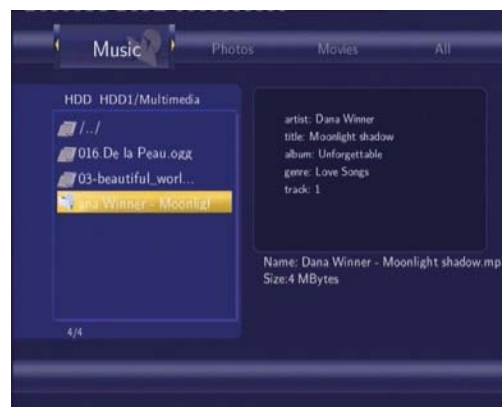 Music Photos Movies All
HDD HDD1/Multimedia
/../
016.De la Peau.ogg
03-beautiful_worl...
ana Winner - Moonligl
4/4
artist: Dana Winner
title: Moonlight shadow
album: Unforgettable
genre: Love Songs
track: 1
Name: Dana Winner - Moonlight shadow.mp
Size:4 MBytes